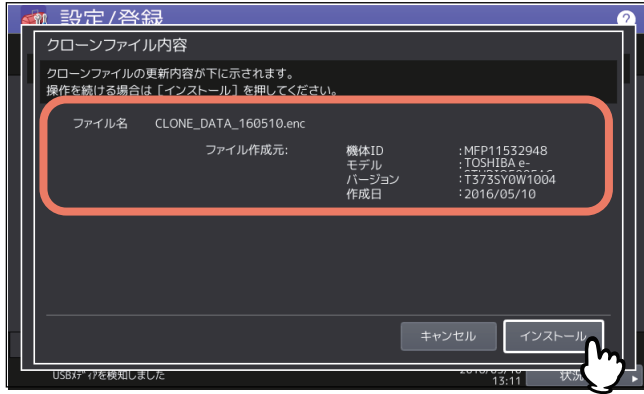 設定/登録
?
クローンファイル内容
クローンファイルの更新内容が下に示されます。
操作を続ける場合は［インストール］を押してください。
ファイル名 CLONE_DATA_160510.enc
ファイル作成元: 機体ID :MFP11532948
モデル :TOSHIBA e-
バージョン :T373SY0W1004
作成日 :2016/05/10
キャンセル インストール
USBﾒﾃﾞｨｱを検知しました
13:11 状況